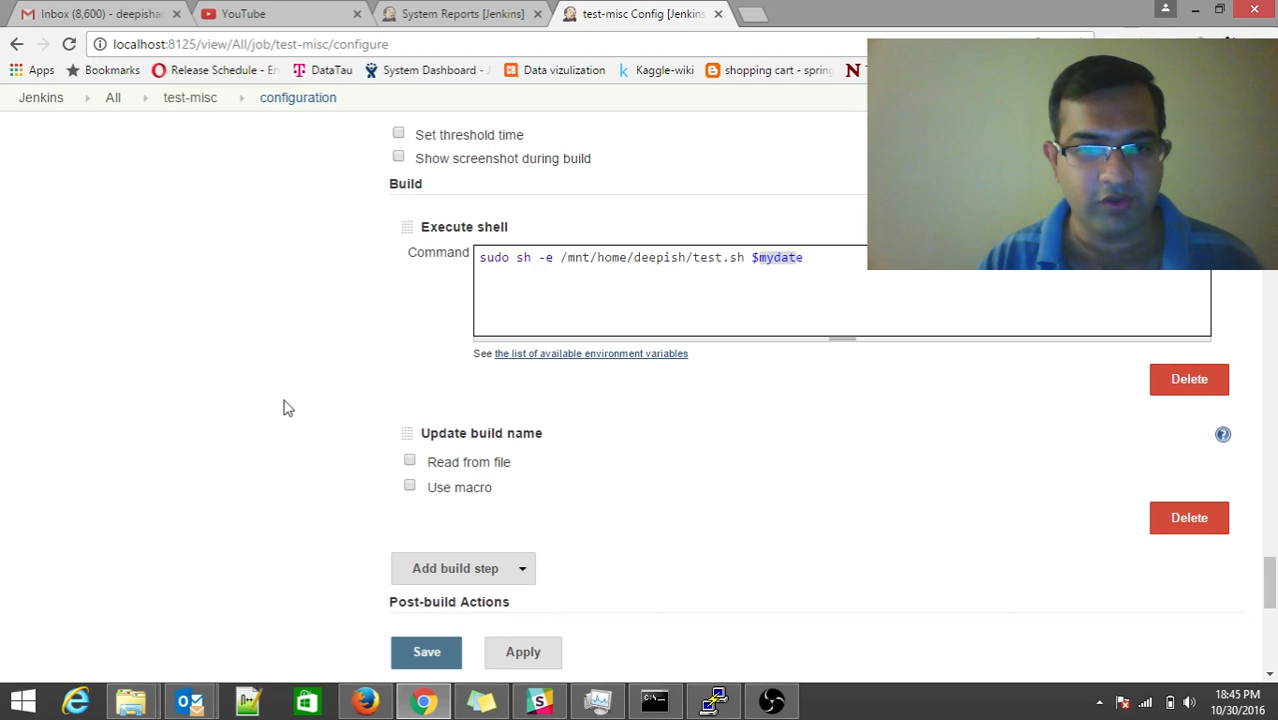 Inbox (8,600) - deepisha
YouTube
System Reports [Jenkins]
test-misc Config [Jenkins
localhost:8125/view/All/job/test-misc/configure
Apps
Bookmarks
Release Schedule - En
DataTau
System Dashboard - J
Data vizulization
Kaggle-wiki
shopping cart - spring
Jenkins
All
test-misc
configuration
Set threshold time
Show screenshot during build
Build
Execute shell
Command
sudo sh -e /mnt/home/deepish/test.sh $mydate
See the list of available environment variables
Delete
Update build name
Read from file
Use macro
Delete
Add build step
Post-build Actions
Save
Apply
18:45 PM
10/30/2016